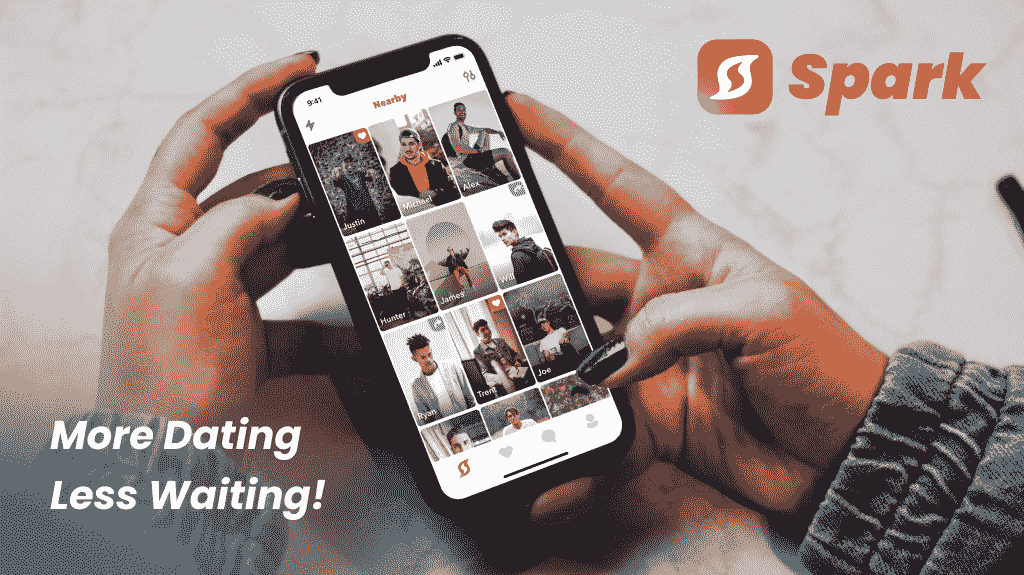 Spark
9:41
Nearby
Justin
Michael
Alex
Hunter
James
Will
Ryan
Trent
Joe
More Dating
Less Waiting!